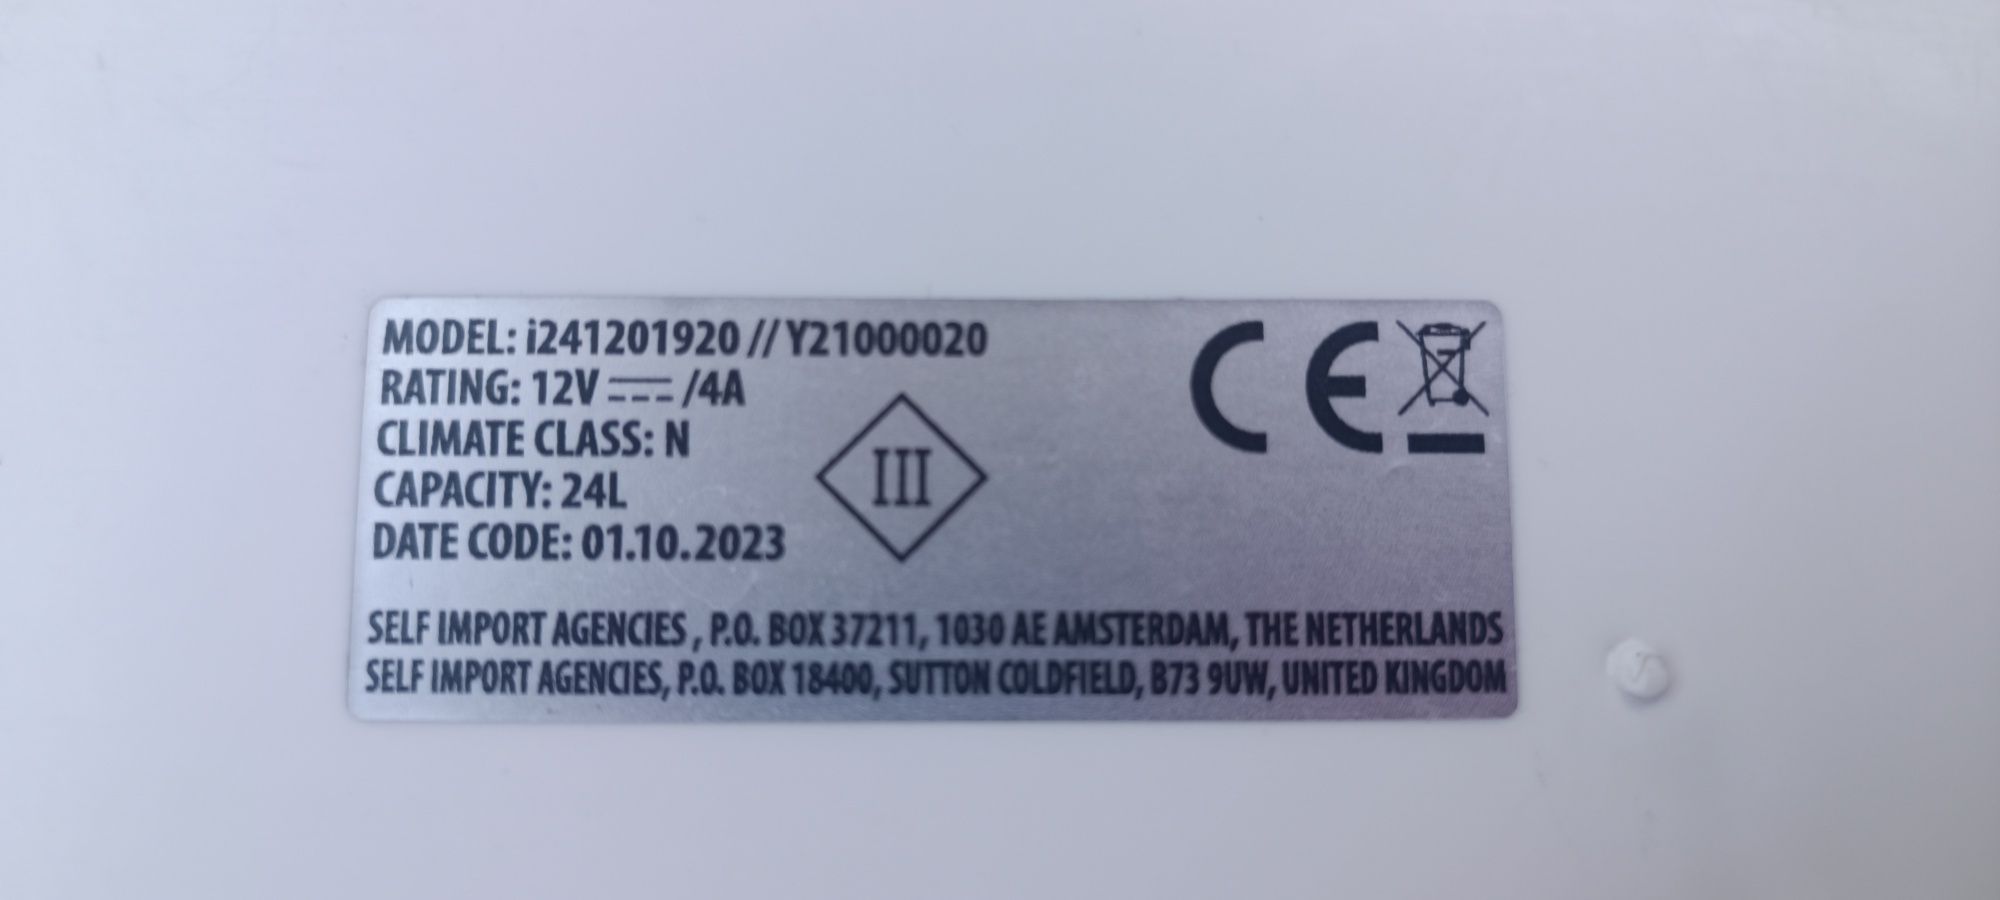 MODEL: i241201920 // Y21000020
RATING: 12V ⎓ /4A
CLIMATE CLASS: N
CAPACITY: 24L
DATE CODE: 01.10.2023
III
CE
SELF IMPORT AGENCIES , P.O. BOX 37211, 1030 AE AMSTERDAM, THE NETHERLANDS
SELF IMPORT AGENCIES, P.O. BOX 18400, SUTTON COLDFIELD, B73 9UW, UNITED KINGDOM